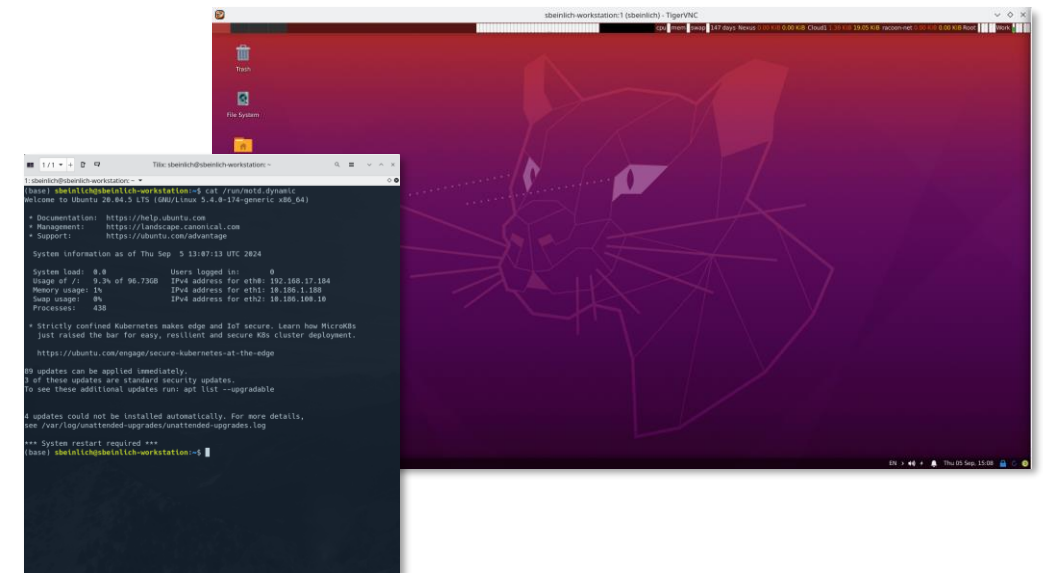 sbeinlich-workstation:1 (sbeinlich) - TigerVNC
cpu mem swap 147 days Nexus 0.00 KiB 0.00 KiB Cloud1 1.38 KiB 19.05 KiB racoon-net 0.00 KiB 0.00 KiB Root Work
Trash
File System
1 / 1
Tilix: sbeinlich@sbeinlich-workstation: ~
1: sbeinlich@sbeinlich-workstation: ~
(base) sbeinlich@sbeinlich-workstation:~$ cat /run/motd.dynamic
Welcome to Ubuntu 20.04.5 LTS (GNU/Linux 5.4.0-174-generic x86_64)
* Documentation: https://help.ubuntu.com
* Management: https://landscape.canonical.com
* Support: https://ubuntu.com/advantage
System information as of Thu Sep 5 13:07:13 UTC 2024
System load: 0.0 Users logged in: 0
Usage of /: 9.3% of 96.73GB IPv4 address for eth0: 192.168.17.184
Memory usage: 1% IPv4 address for eth1: 10.186.1.188
Swap usage: 0% IPv4 address for eth2: 10.186.100.10
Processes: 438
* Strictly confined Kubernetes makes edge and IoT secure. Learn how MicroK8s
just raised the bar for easy, resilient and secure K8s cluster deployment.
https://ubuntu.com/engage/secure-kubernetes-at-the-edge
89 updates can be applied immediately.
3 of these updates are standard security updates.
To see these additional updates run: apt list --upgradable
4 updates could not be installed automatically. For more details,
see /var/log/unattended-upgrades/unattended-upgrades.log
*** System restart required ***
(base) sbeinlich@sbeinlich-workstation:~$
EN Thu 05 Sep, 15:08